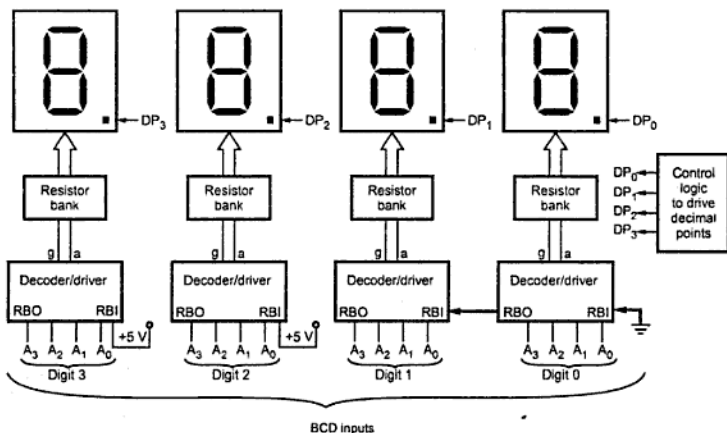 DP3
DP2
DP1
DP0
Resistor bank
Resistor bank
Resistor bank
Resistor bank
DP0
DP1
DP2
DP3
Control logic to drive decimal points
g a
g a
g a
g a
Decoder/driver
RBO RBI
Decoder/driver
RBO RBI
Decoder/driver
RBO RBI
Decoder/driver
RBO RBI
+5 V
+5 V
A3 A2 A1 A0
A3 A2 A1 A0
A3 A2 A1 A0
A3 A2 A1 A0
Digit 3
Digit 2
Digit 1
Digit 0
BCD inputs